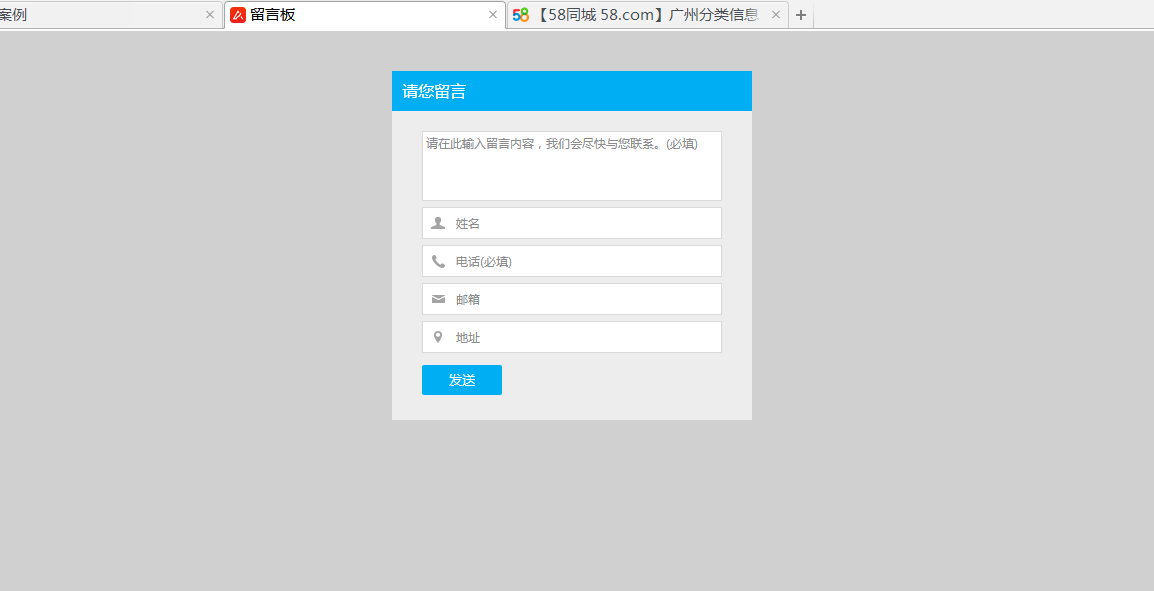 案例
留言板
58 【58同城 58.com】广州分类信息
请您留言
请在此输入留言内容，我们会尽快与您联系。(必填)
姓名
电话(必填)
邮箱
地址
发送